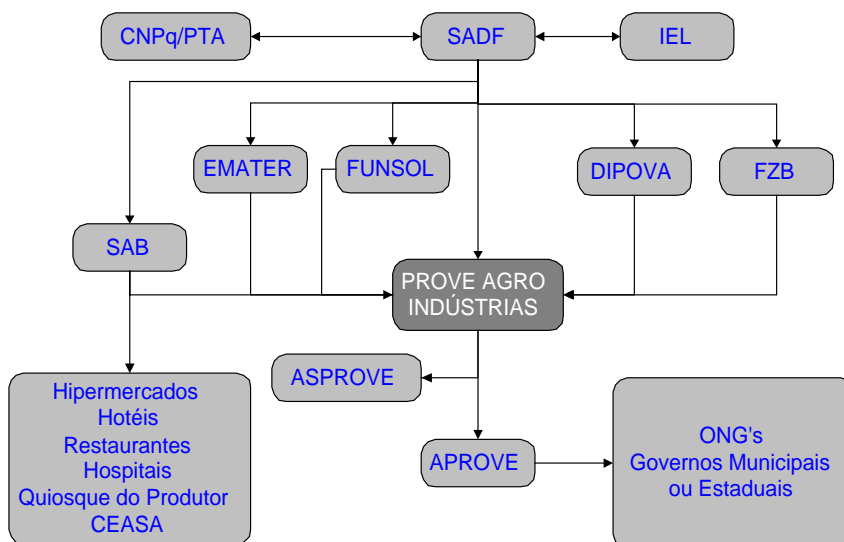 CNPq/PTA
SADF
IEL
EMATER
FUNSOL
DIPOVA
FZB
SAB
PROVE AGRO
INDÚSTRIAS
ASPROVE
Hipermercados
Hotéis
Restaurantes
Hospitais
Quiosque do Produtor
CEASA
APROVE
ONG's
Governos Municipais
ou Estaduais